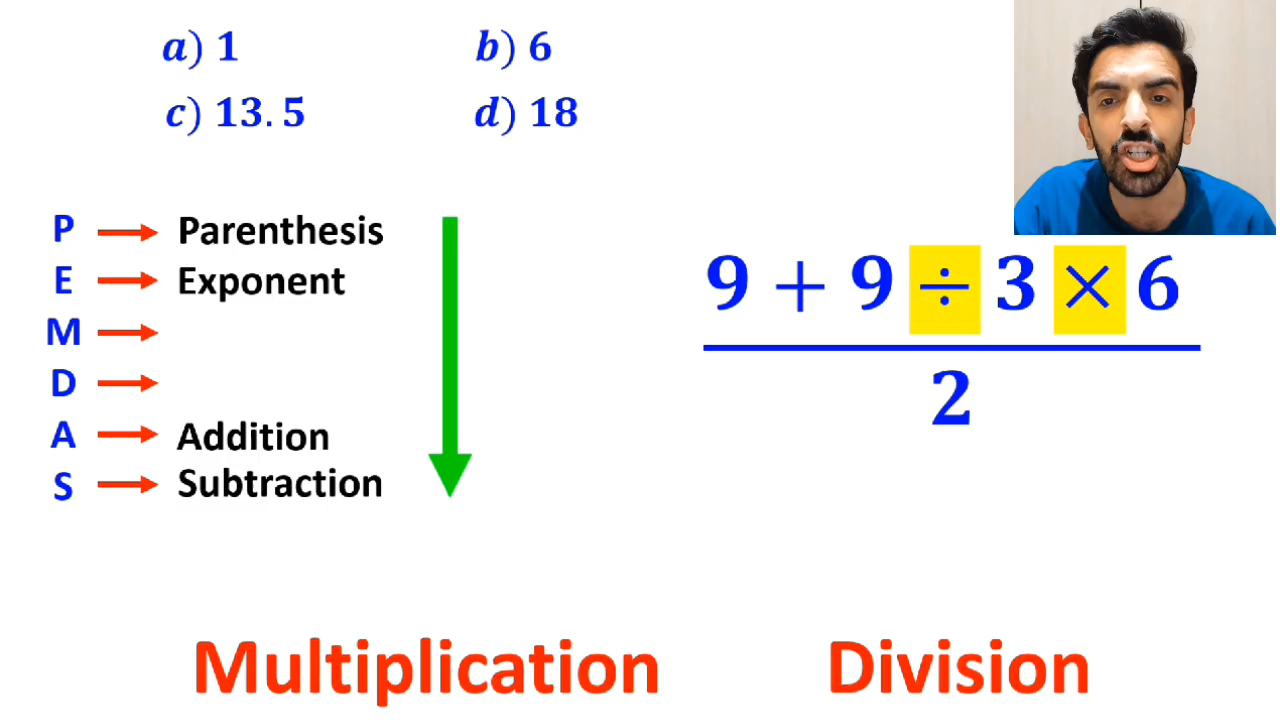 a) 1
b) 6
c) 13.5
d) 18
P → Parenthesis
E → Exponent
M →
D →
A → Addition
S → Subtraction
9 + 9 ÷ 3 × 6
2
Multiplication
Division